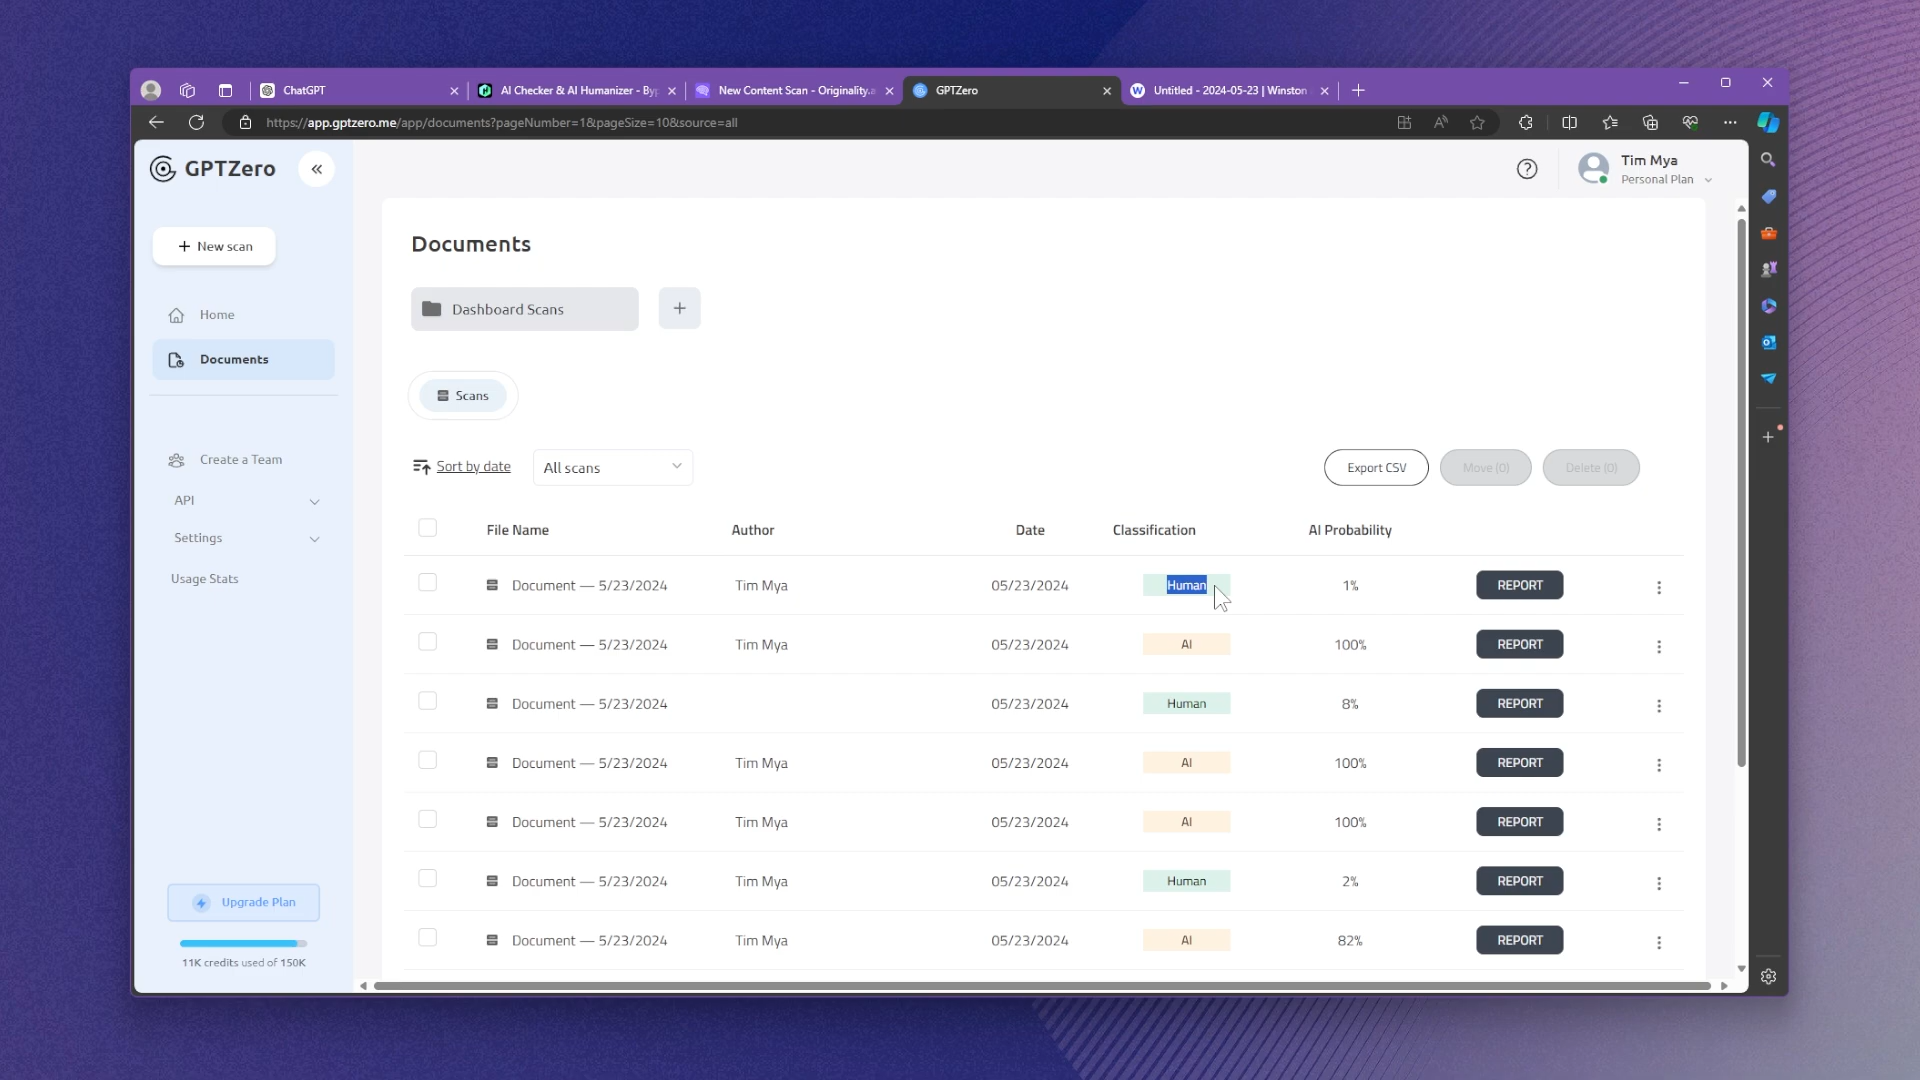 ChatGPT
AI Checker & AI Humanizer - Byp
New Content Scan - Originality.a
GPTZero
Untitled - 2024-05-23 | Winston
https://app.gptzero.me/app/documents?pageNumber=1&pageSize=10&source=all
GPTZero
«
Tim Mya
Personal Plan
+ New scan
Home
Documents
Create a Team
API
Settings
Usage Stats
Upgrade Plan
11K credits used of 150K
Documents
Dashboard Scans
+
Scans
Sort by date
All scans
Export CSV
Move (0)
Delete (0)
File Name Author Date Classification AI Probability
Document — 5/23/2024 Tim Mya 05/23/2024 Human 1% REPORT
Document — 5/23/2024 Tim Mya 05/23/2024 AI 100% REPORT
Document — 5/23/2024 05/23/2024 Human 8% REPORT
Document — 5/23/2024 Tim Mya 05/23/2024 AI 100% REPORT
Document — 5/23/2024 Tim Mya 05/23/2024 AI 100% REPORT
Document — 5/23/2024 Tim Mya 05/23/2024 Human 2% REPORT
Document — 5/23/2024 Tim Mya 05/23/2024 AI 82% REPORT